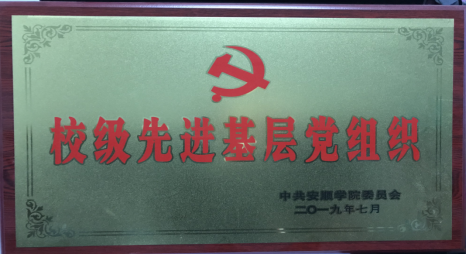 校级先进基层党组织
中共安顺学院委员会
二〇一九年七月